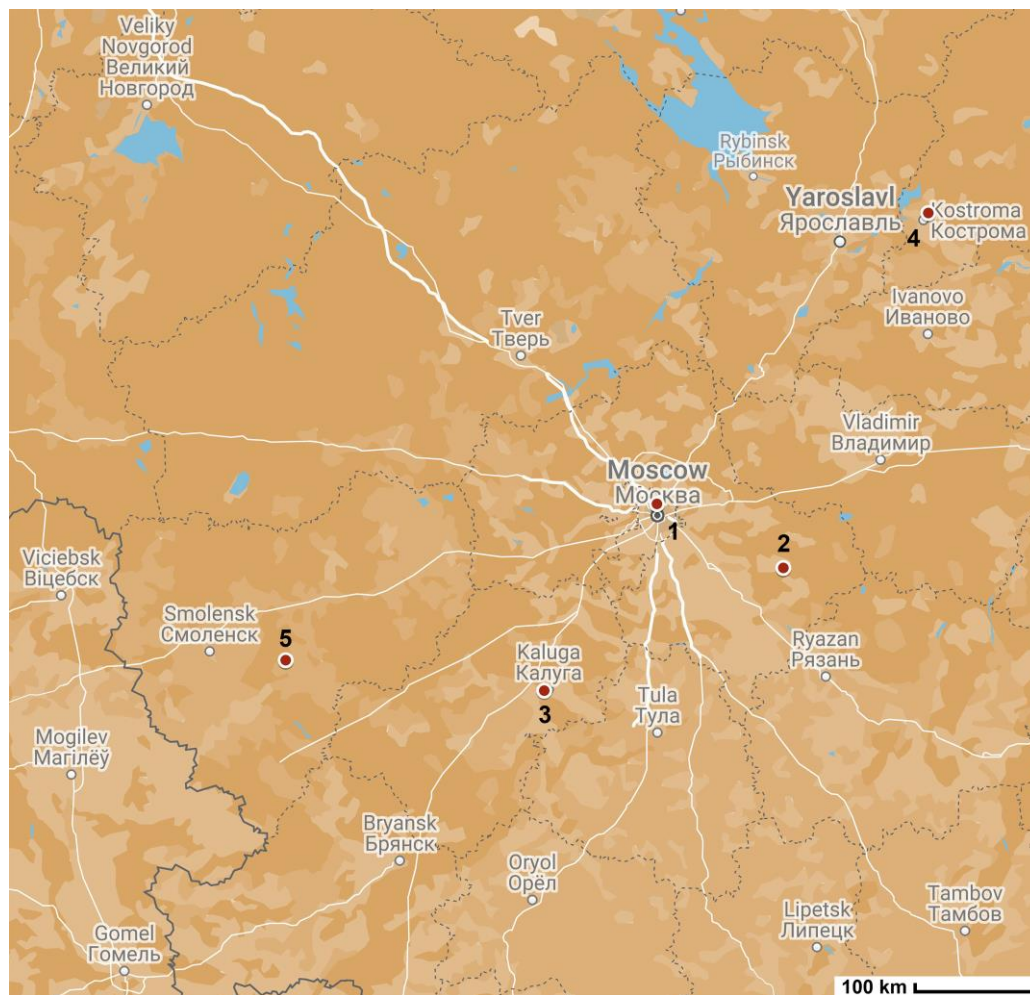 Veliky
Novgorod
Великий
Новгород
Rybinsk
Рыбинск
Yaroslavl
Ярославль
Kostroma
Кострома
4
Ivanovo
Иваново
Tver
Тверь
Vladimir
Владимир
Moscow
Москва
1
2
Viciebsk
Віцебск
Smolensk
Смоленск
5
Kaluga
Калуга
3
Ryazan
Рязань
Tula
Тула
Mogilev
Магілёў
Bryansk
Брянск
Oryol
Орёл
Lipetsk
Липецк
Tambov
Тамбов
Gomel
Гомель
100 km